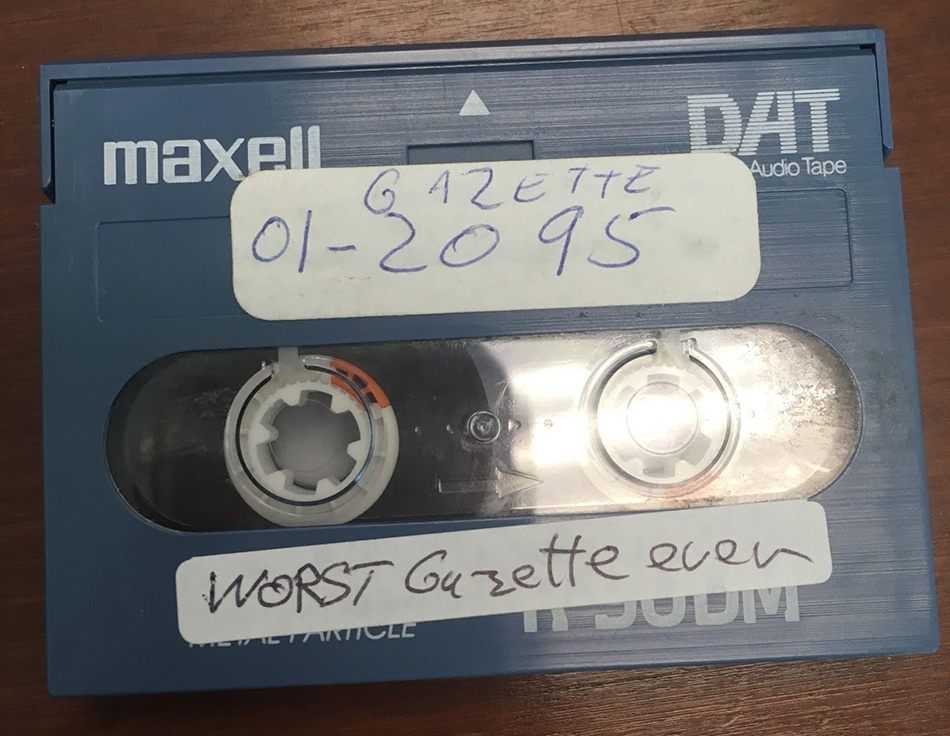 maxell
DAT
Audio Tape
GAZETTE
01-20 95
WORST Gazette ever
METAL PARTICLE